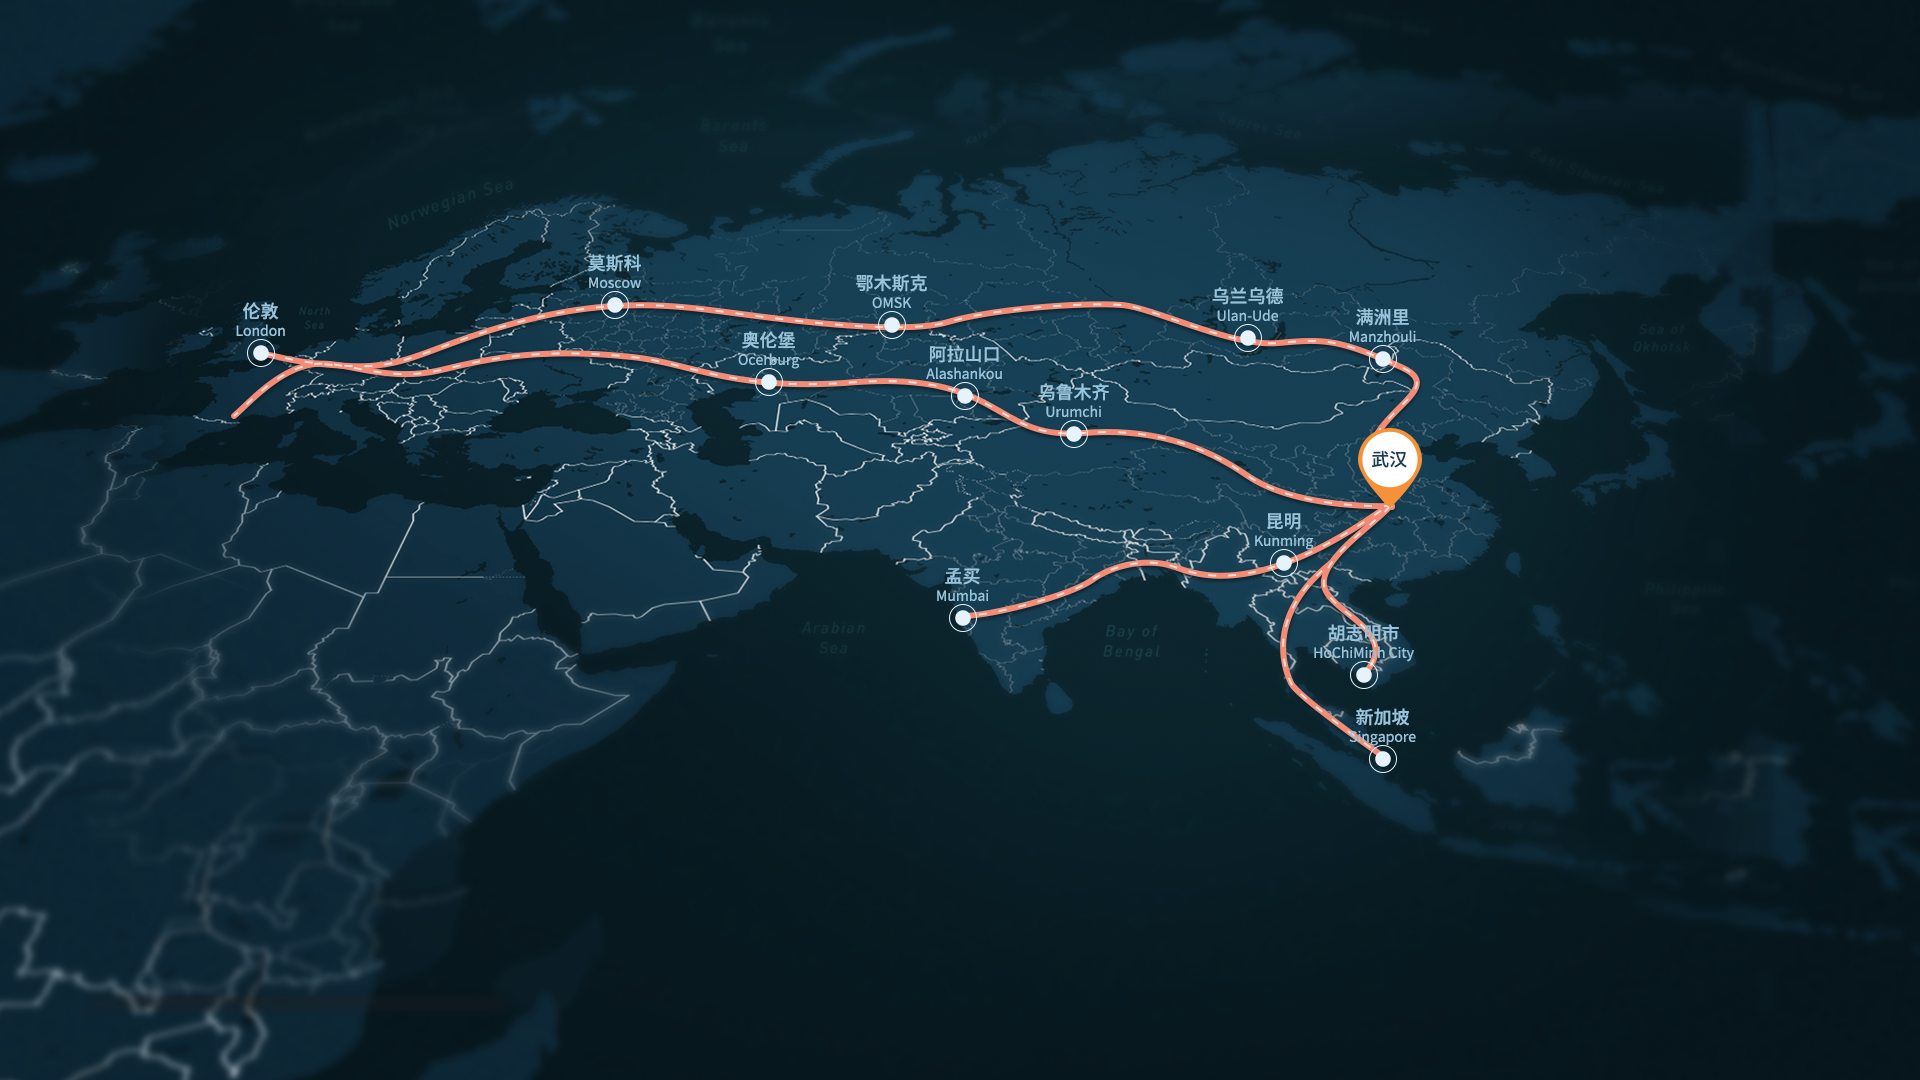 Barents
Sea
Norwegian Sea
莫斯科
Moscow
鄂木斯克
OMSK
乌兰乌德
Ulan-Ude
伦敦
London
North
Sea
满洲里
Manzhouli
奥伦堡
Ocerburg
阿拉山口
Alashankou
Sea of
Okhotsk
乌鲁木齐
Urumchi
武汉
昆明
Kunming
孟买
Mumbai
Arabian
Sea
Bay of
Bengal
胡志明市
HoChiMinh City
新加坡
Singapore